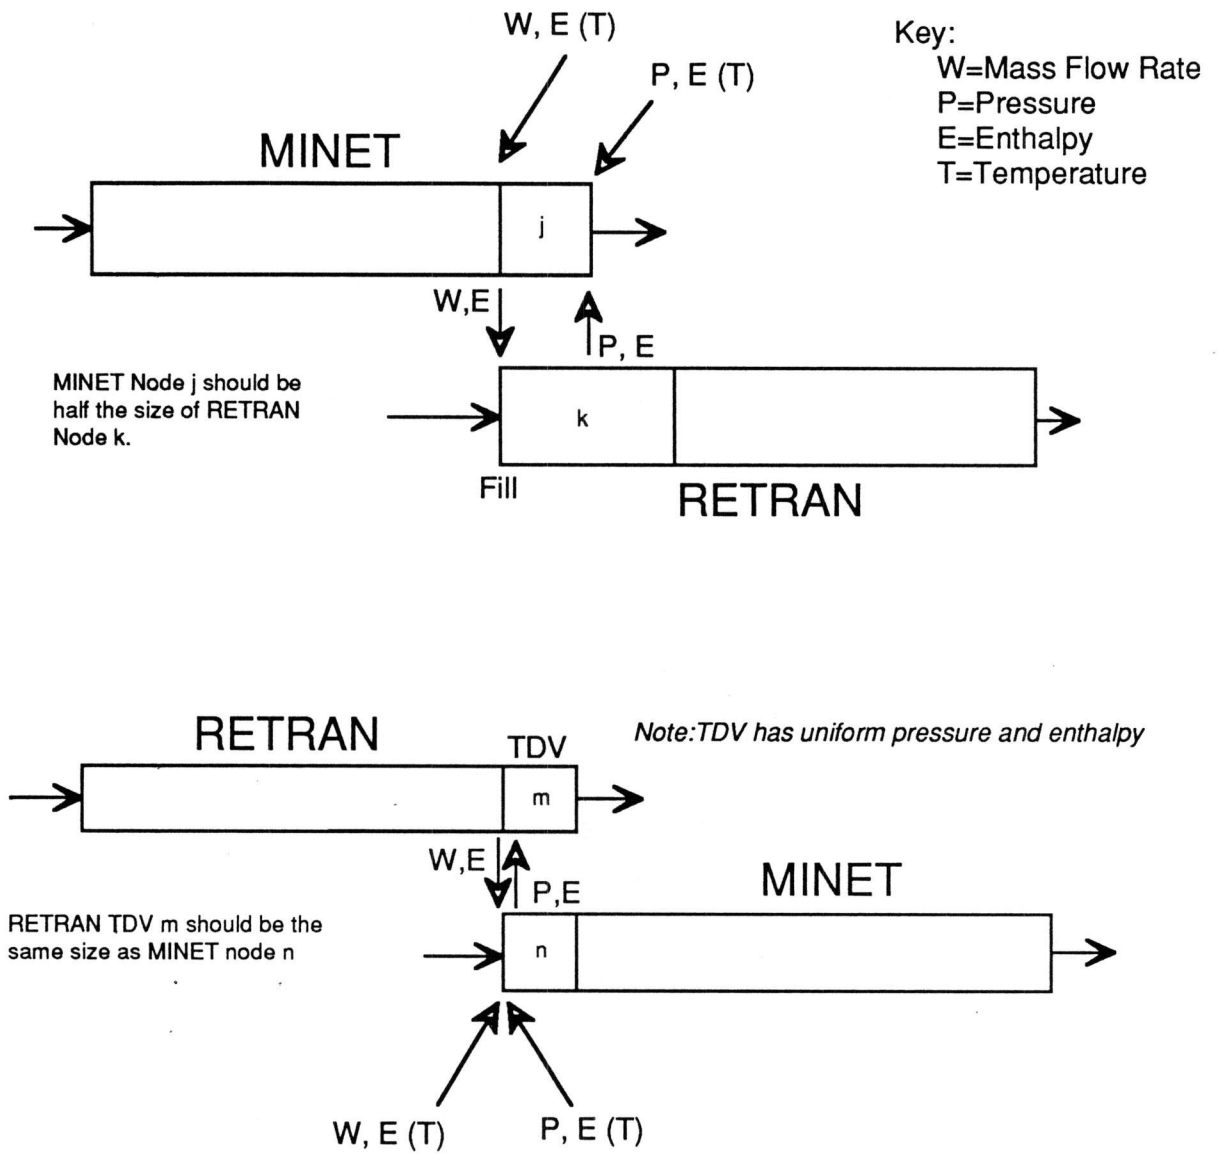 W, E (T)
Key:
W=Mass Flow Rate
P=Pressure
E=Enthalpy
T=Temperature
P, E (T)
MINET
j
W,E
P, E
MINET Node j should be
half the size of RETRAN
Node k.
k
Fill
RETRAN
RETRAN
TDV
Note:TDV has uniform pressure and enthalpy
m
W,E
P,E
MINET
RETRAN TDV m should be the
same size as MINET node n
n
W, E (T)
P, E (T)